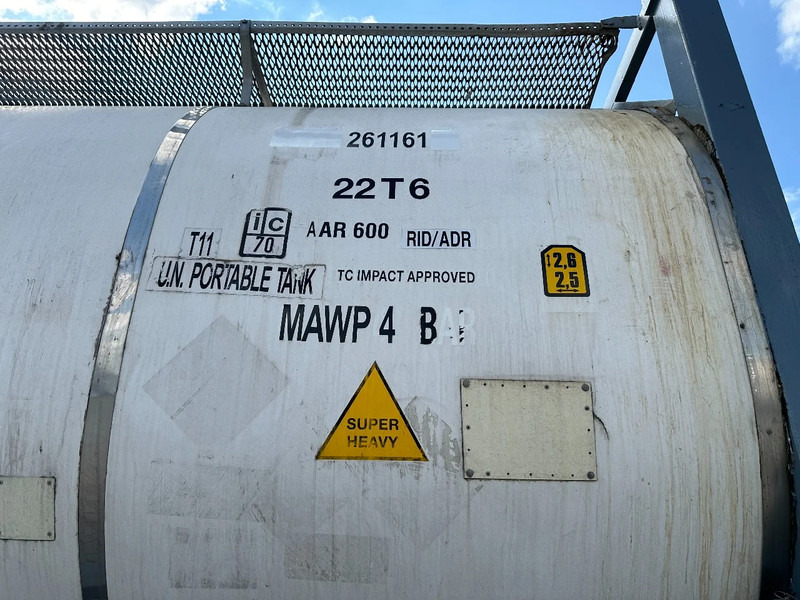 261161
22T6
T11 ic 70 AAR 600 RID/ADR
U.N. PORTABLE TANK TC IMPACT APPROVED
2,6
2,5
MAWP 4
SUPER
HEAVY